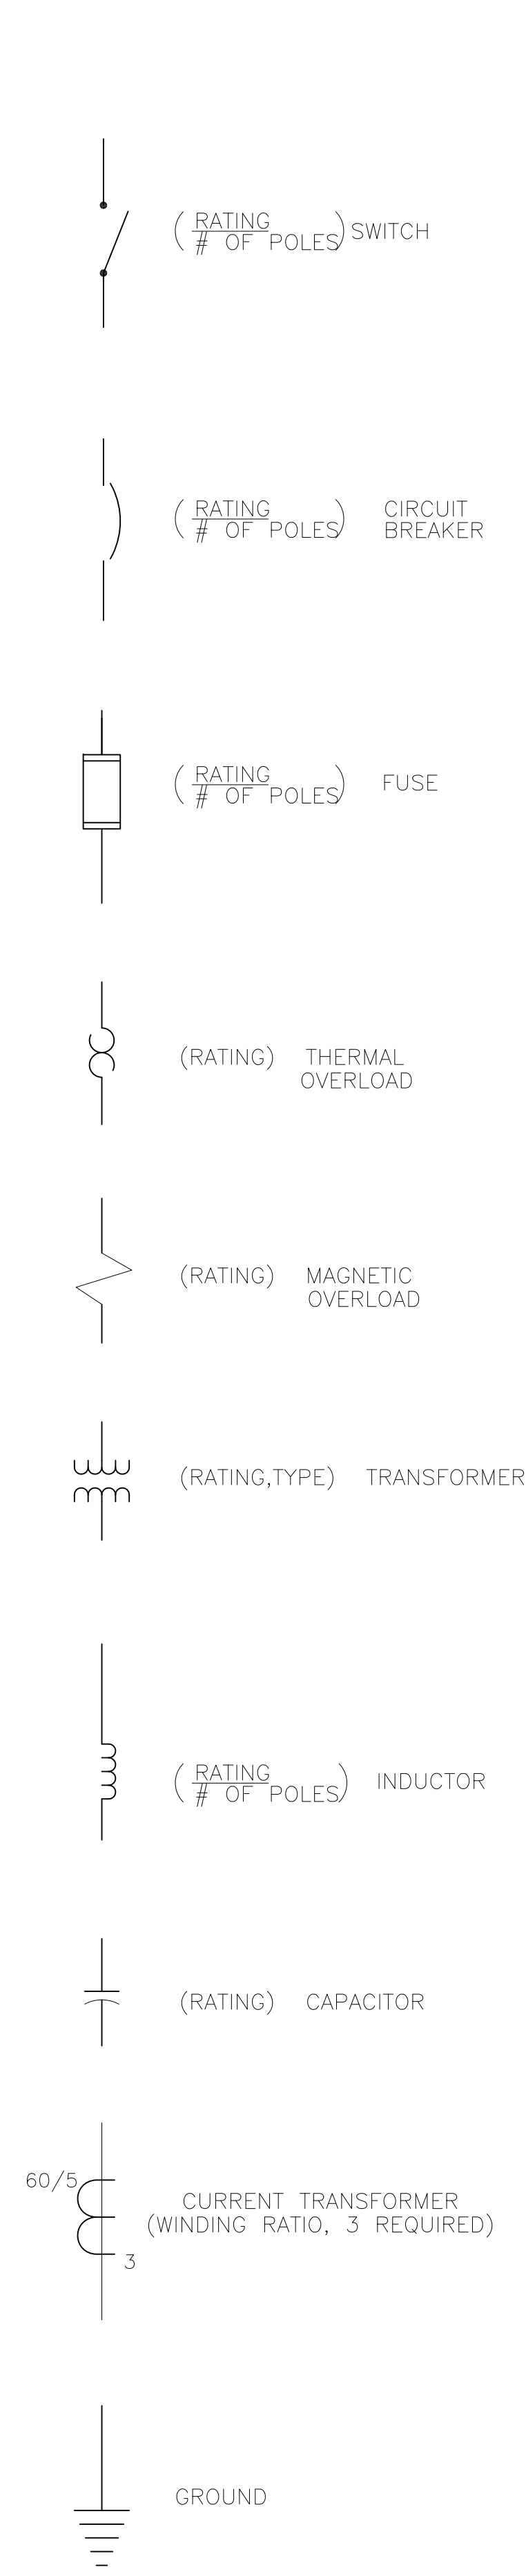 (RATING
# OF POLES) SWITCH
(RATING
# OF POLES)
CIRCUIT
BREAKER
(RATING
# OF POLES)
FUSE
(RATING) THERMAL
OVERLOAD
(RATING) MAGNETIC
OVERLOAD
(RATING,TYPE) TRANSFORMER
(RATING
# OF POLES)
INDUCTOR
(RATING) CAPACITOR
60/5
CURRENT TRANSFORMER
(WINDING RATIO, 3 REQUIRED)
3
GROUND